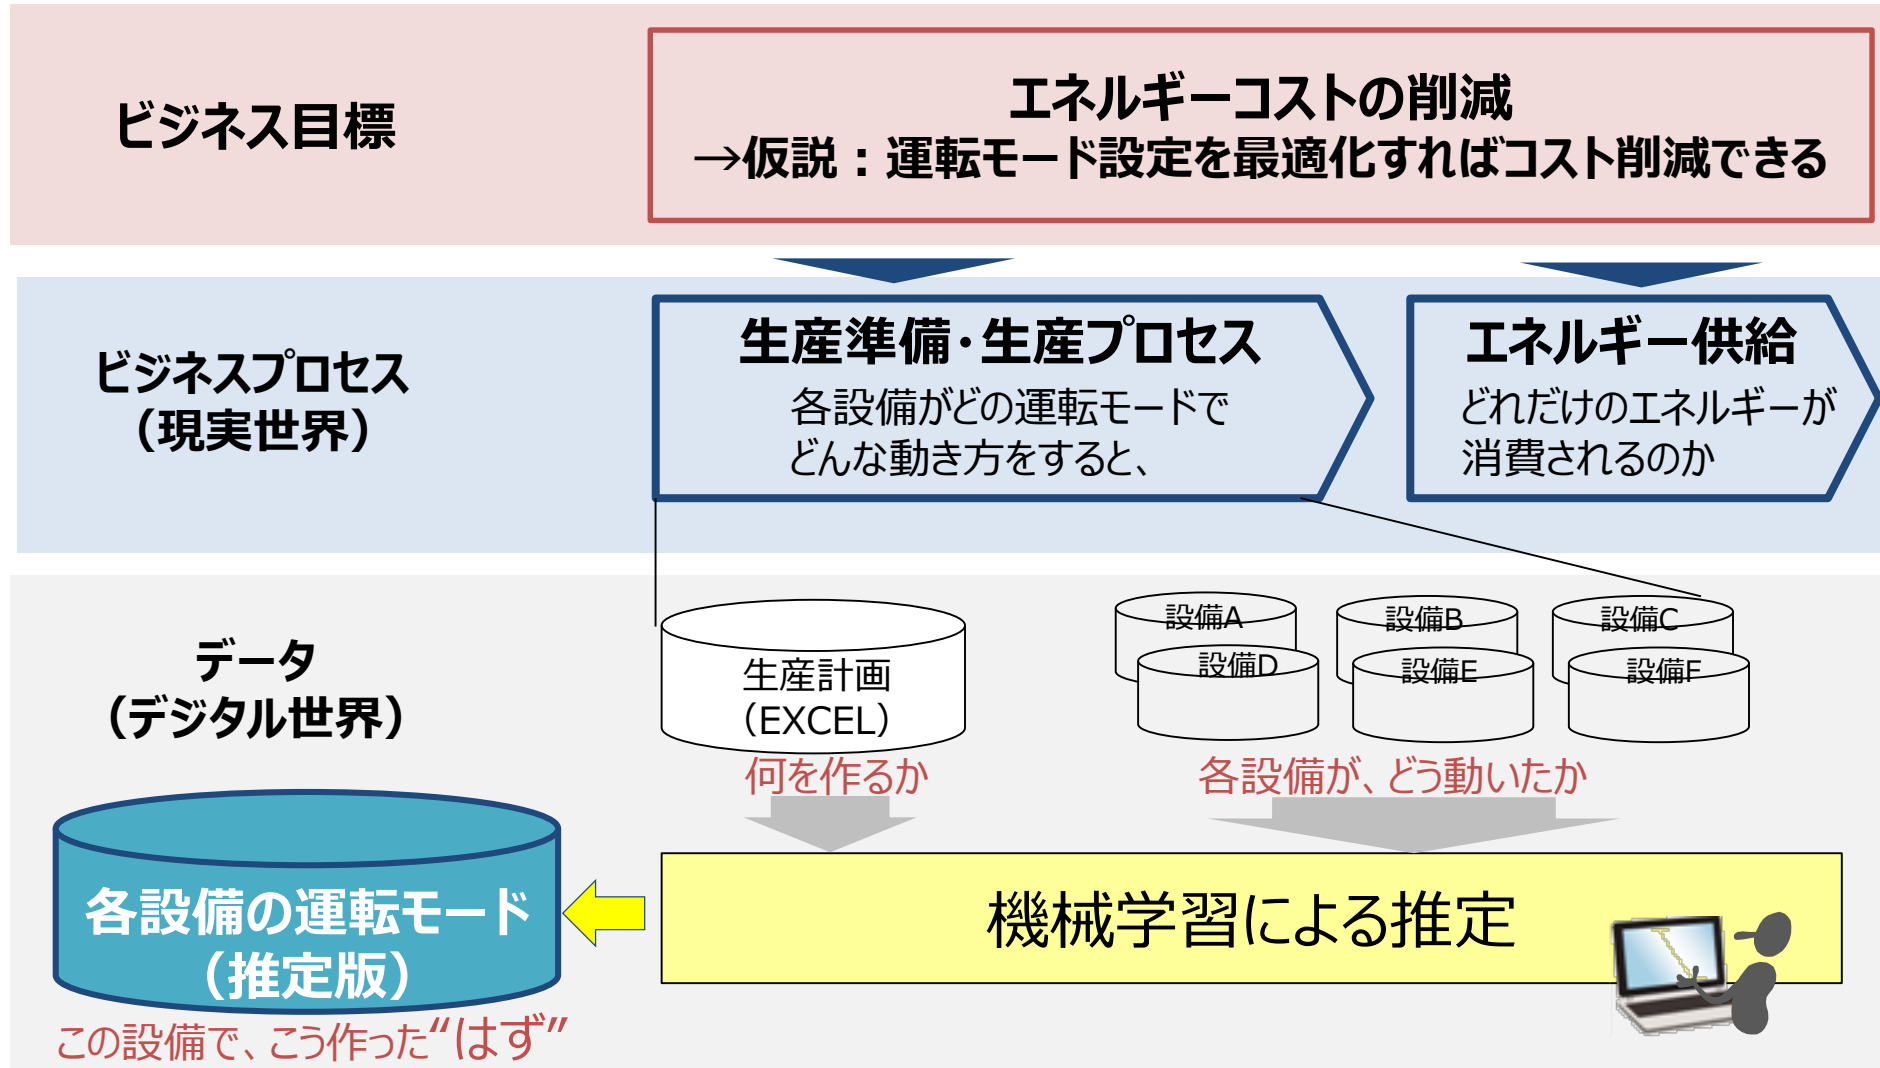 ビジネス目標
エネルギーコストの削減
→仮説：運転モード設定を最適化すればコスト削減できる
ビジネスプロセス
（現実世界）
生産準備・生産プロセス
各設備がどの運転モードで
どんな動き方をすると、
エネルギー供給
どれだけのエネルギーが
消費されるのか
データ
（デジタル世界）
生産計画
（EXCEL）
設備A
設備B
設備C
設備D
設備E
設備F
何を作るか
各設備が、どう動いたか
機械学習による推定
各設備の運転モード
（推定版）
この設備で、こう作った“はず”